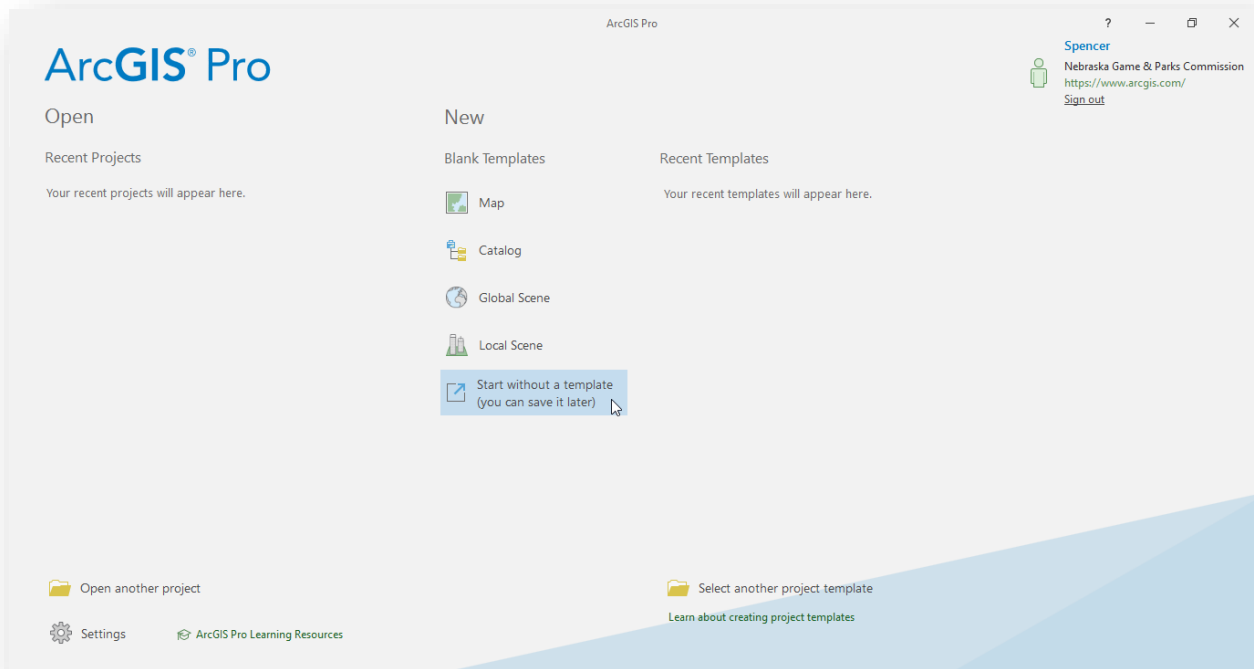 ArcGIS Pro
?
Spencer
Nebraska Game & Parks Commission
https://www.arcgis.com/
Sign out
ArcGIS® Pro
Open
Recent Projects
Your recent projects will appear here.
New
Blank Templates
Map
Catalog
Global Scene
Local Scene
Start without a template
(you can save it later)
Recent Templates
Your recent templates will appear here.
Open another project
Settings
ArcGIS Pro Learning Resources
Select another project template
Learn about creating project templates